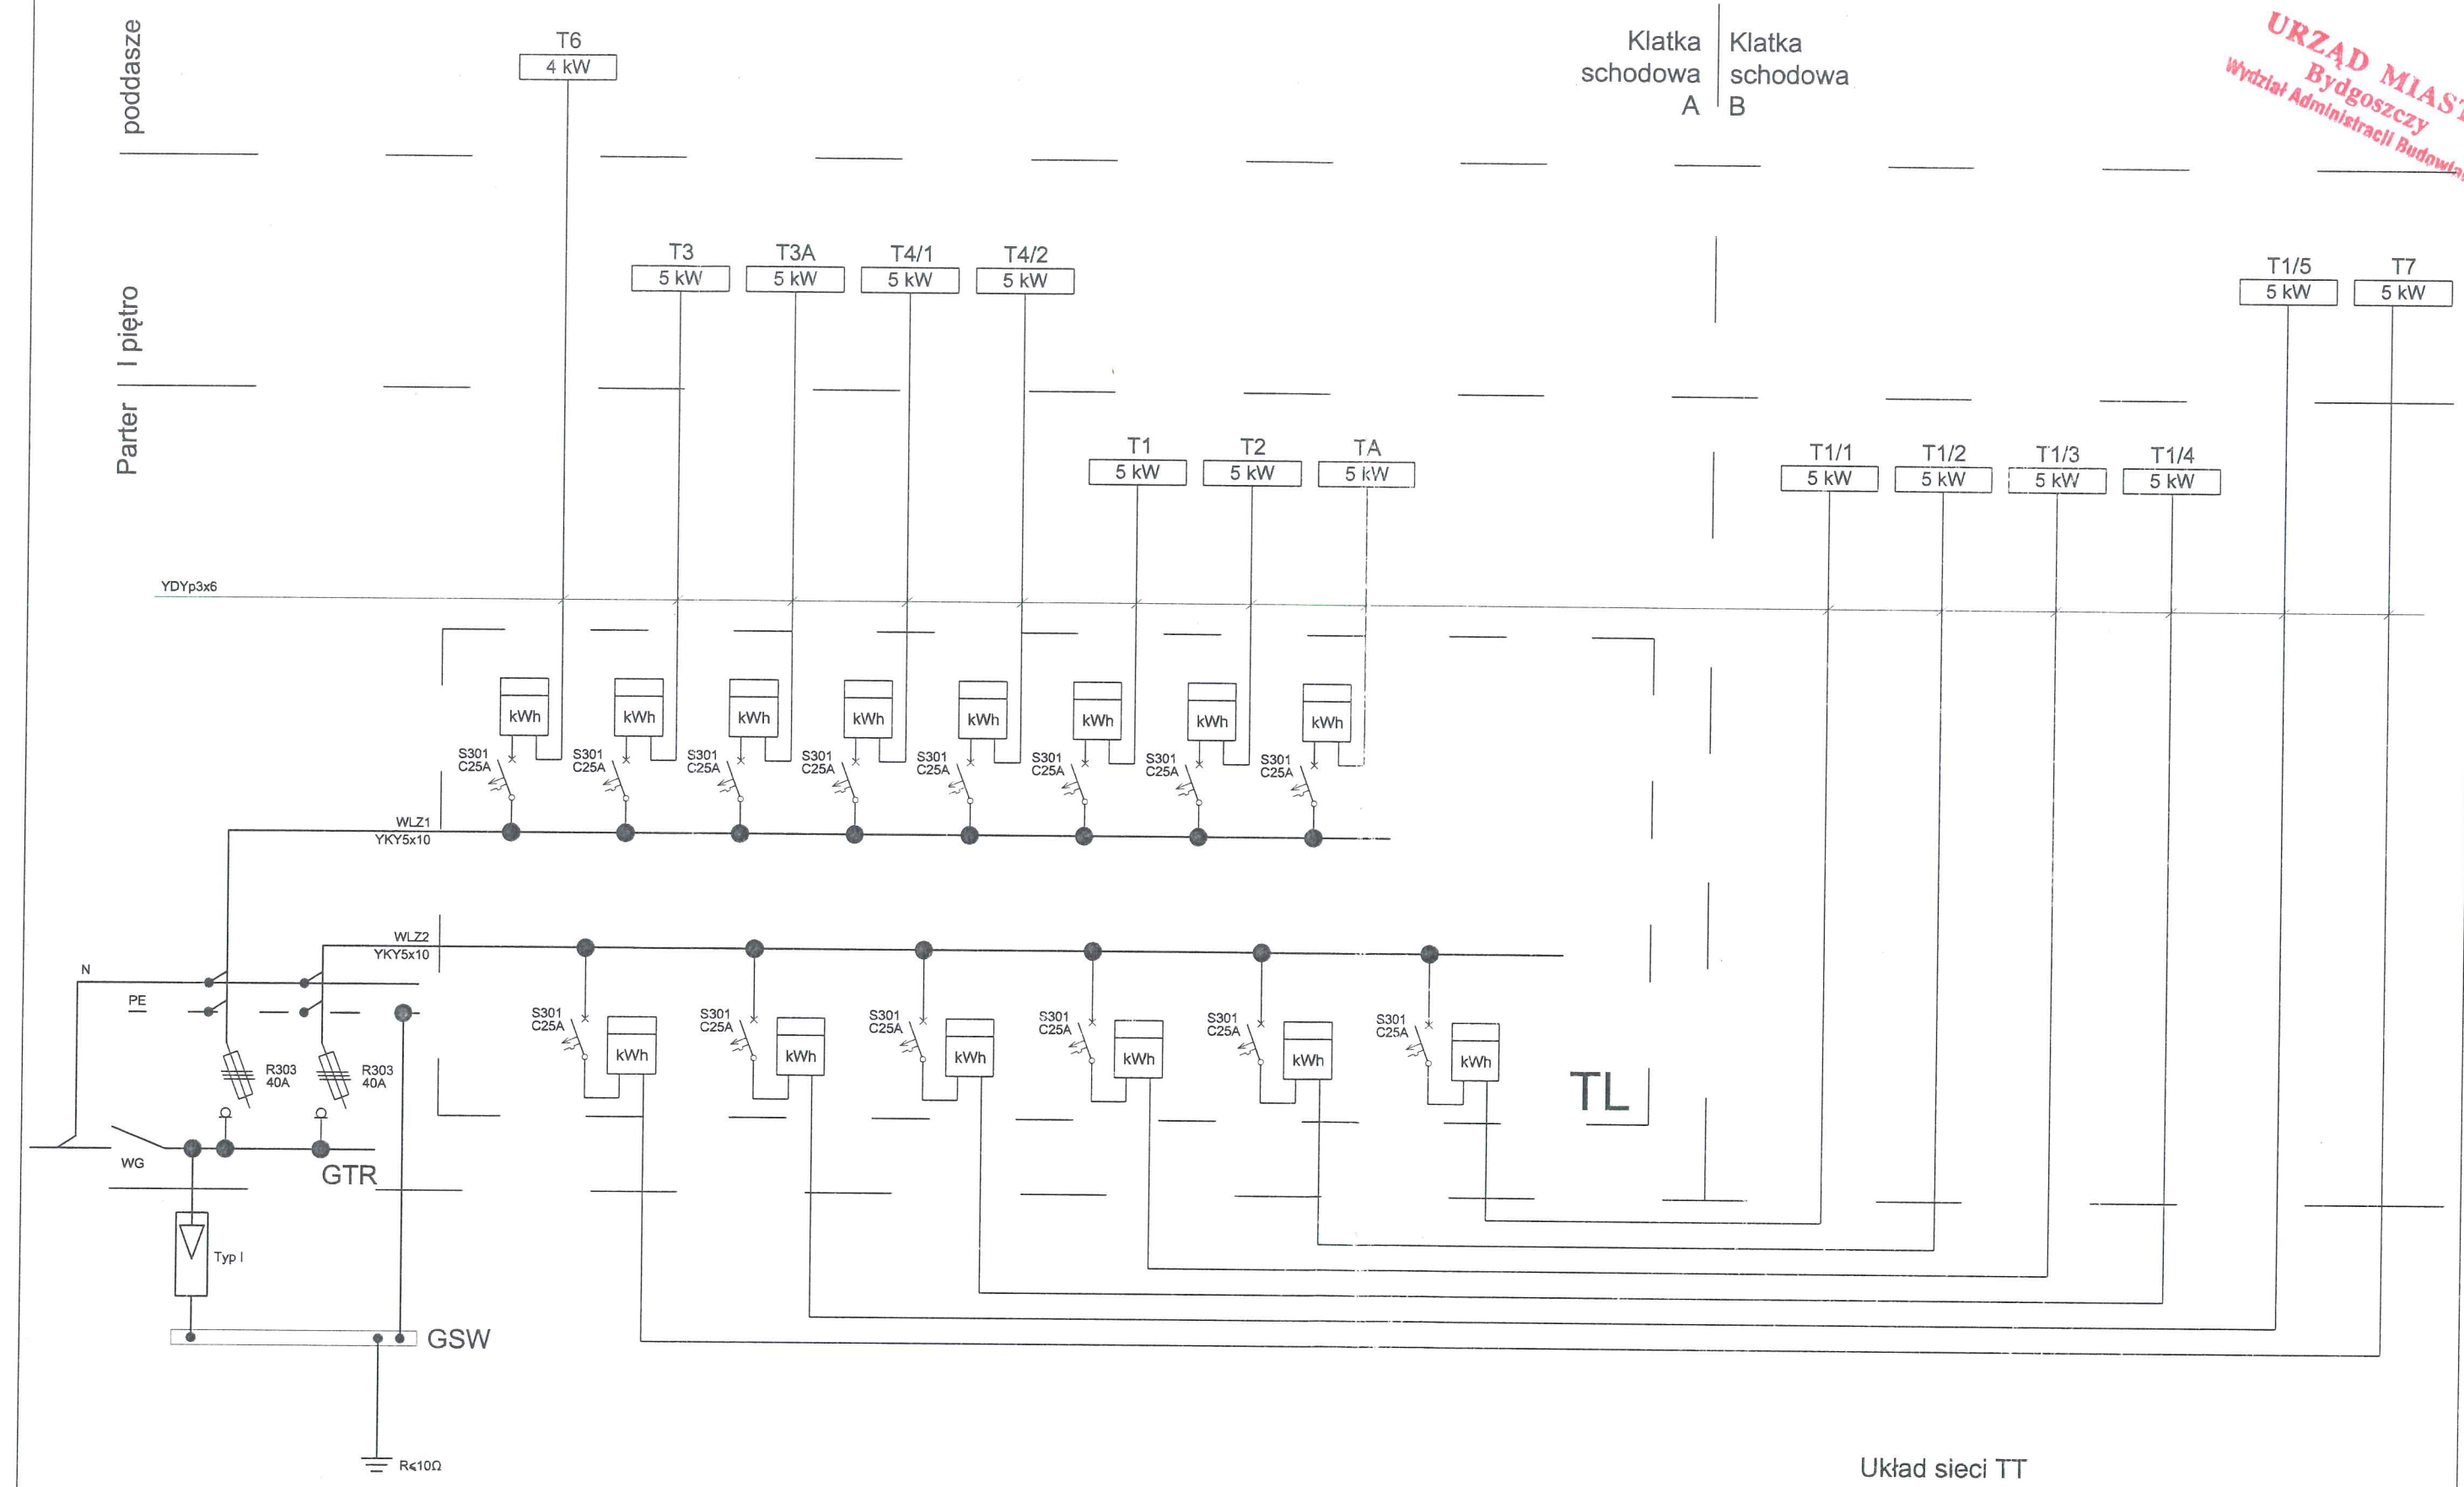 poddasze
T6
4 kW
Klatka
schodowa
A
Klatka
schodowa
B
URZĄD MIAST
Bydgoszczy
Wydział Administracji
I piętro
T3
5 kW
T3A
5 kW
T4/1
5 kW
T4/2
5 kW
T1/5
5 kW
T7
5 kW
Parter
T1
5 kW
T2
5 kW
TA
5 kW
T1/1
5 kW
T1/2
5 kW
T1/3
5 kW
T1/4
5 kW
YDYp3x6
kWh
kWh
kWh
kWh
kWh
kWh
kWh
kWh
S301
C25A
S301
C25A
S301
C25A
S301
C25A
S301
C25A
S301
C25A
S301
C25A
S301
C25A
WLZ1
YKY5x10
WLZ2
YKY5x10
N
PE
S301
C25A
kWh
S301
C25A
kWh
S301
C25A
kWh
S301
C25A
kWh
S301
C25A
kWh
S301
C25A
kWh
R303
40A
R303
40A
TL
WG
GTR
Typ I
GSW
R⩽10Ω
Układ sieci TT